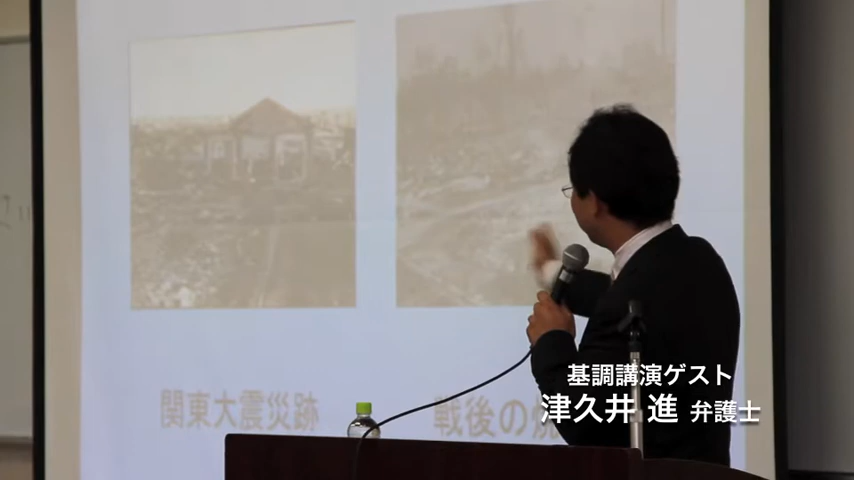 関東大震災跡
戦後の
基調講演ゲスト
津久井 進 弁護士